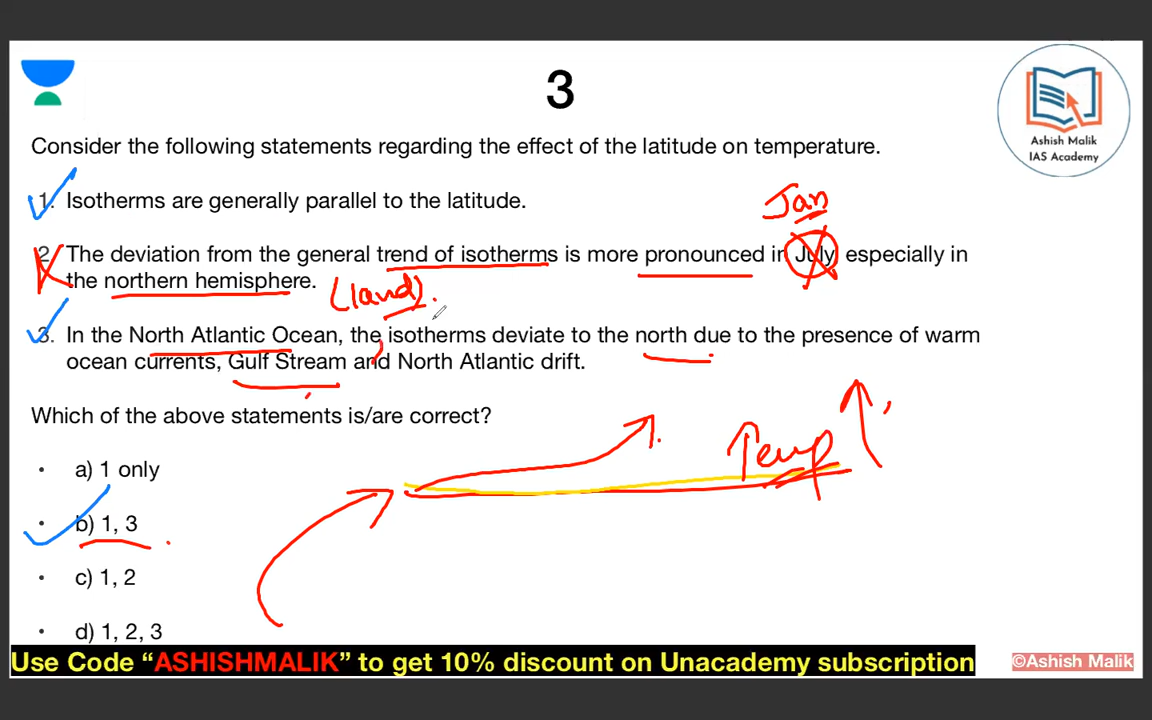 3
Ashish Malik
IAS Academy
Consider the following statements regarding the effect of the latitude on temperature.
1. Isotherms are generally parallel to the latitude.
Jan
2. The deviation from the general trend of isotherms is more pronounced in July especially in
the northern hemisphere.
(land).
3. In the North Atlantic Ocean, the isotherms deviate to the north due to the presence of warm
ocean currents, Gulf Stream and North Atlantic drift.
Which of the above statements is/are correct?
Temp
• a) 1 only
• b) 1, 3
• c) 1, 2
• d) 1, 2, 3
Use Code “ASHISHMALIK” to get 10% discount on Unacademy subscription
©Ashish Malik